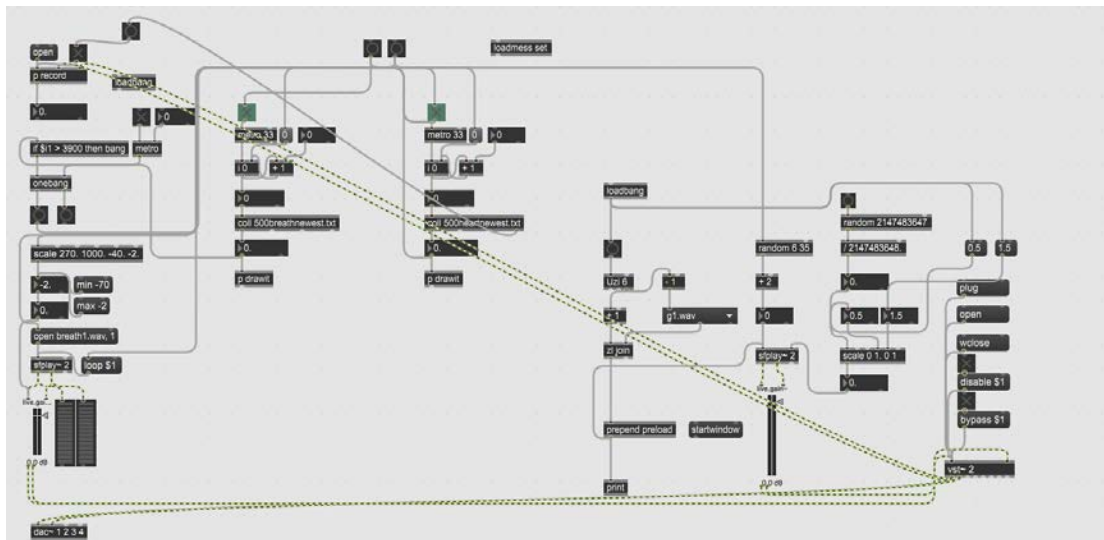 open
p record
0.
loadbang
0
if $i1 > 3900 then bang
metro
onebang
scale 270. 1000. -40. -2.
-2.
min -70
max -2
0.
open breath1.wav, 1
sfplay~ 2
loop $1
live.gai...
0.0 dB
dac~ 1 2 3 4
metro 33
0
0
i 0
+ 1
0
coll 500breathnewest.txt
0.
p drawit
metro 33
0
0
i 0
+ 1
0
coll 500heartnewest.txt
0.
p drawit
loadmess set
loadbang
Uzi 6
- 1
+ 1
g1.wav
zl join
prepend preload
startwindow
print
random 6 35
+ 2
0
sfplay~ 2
live.gain~
0.0 dB
random 2147483647
/ 2147483648.
0.
0.5
1.5
scale 0 1. 0 1
0.
0.5
1.5
plug
open
wclose
disable $1
bypass $1
vst~ 2